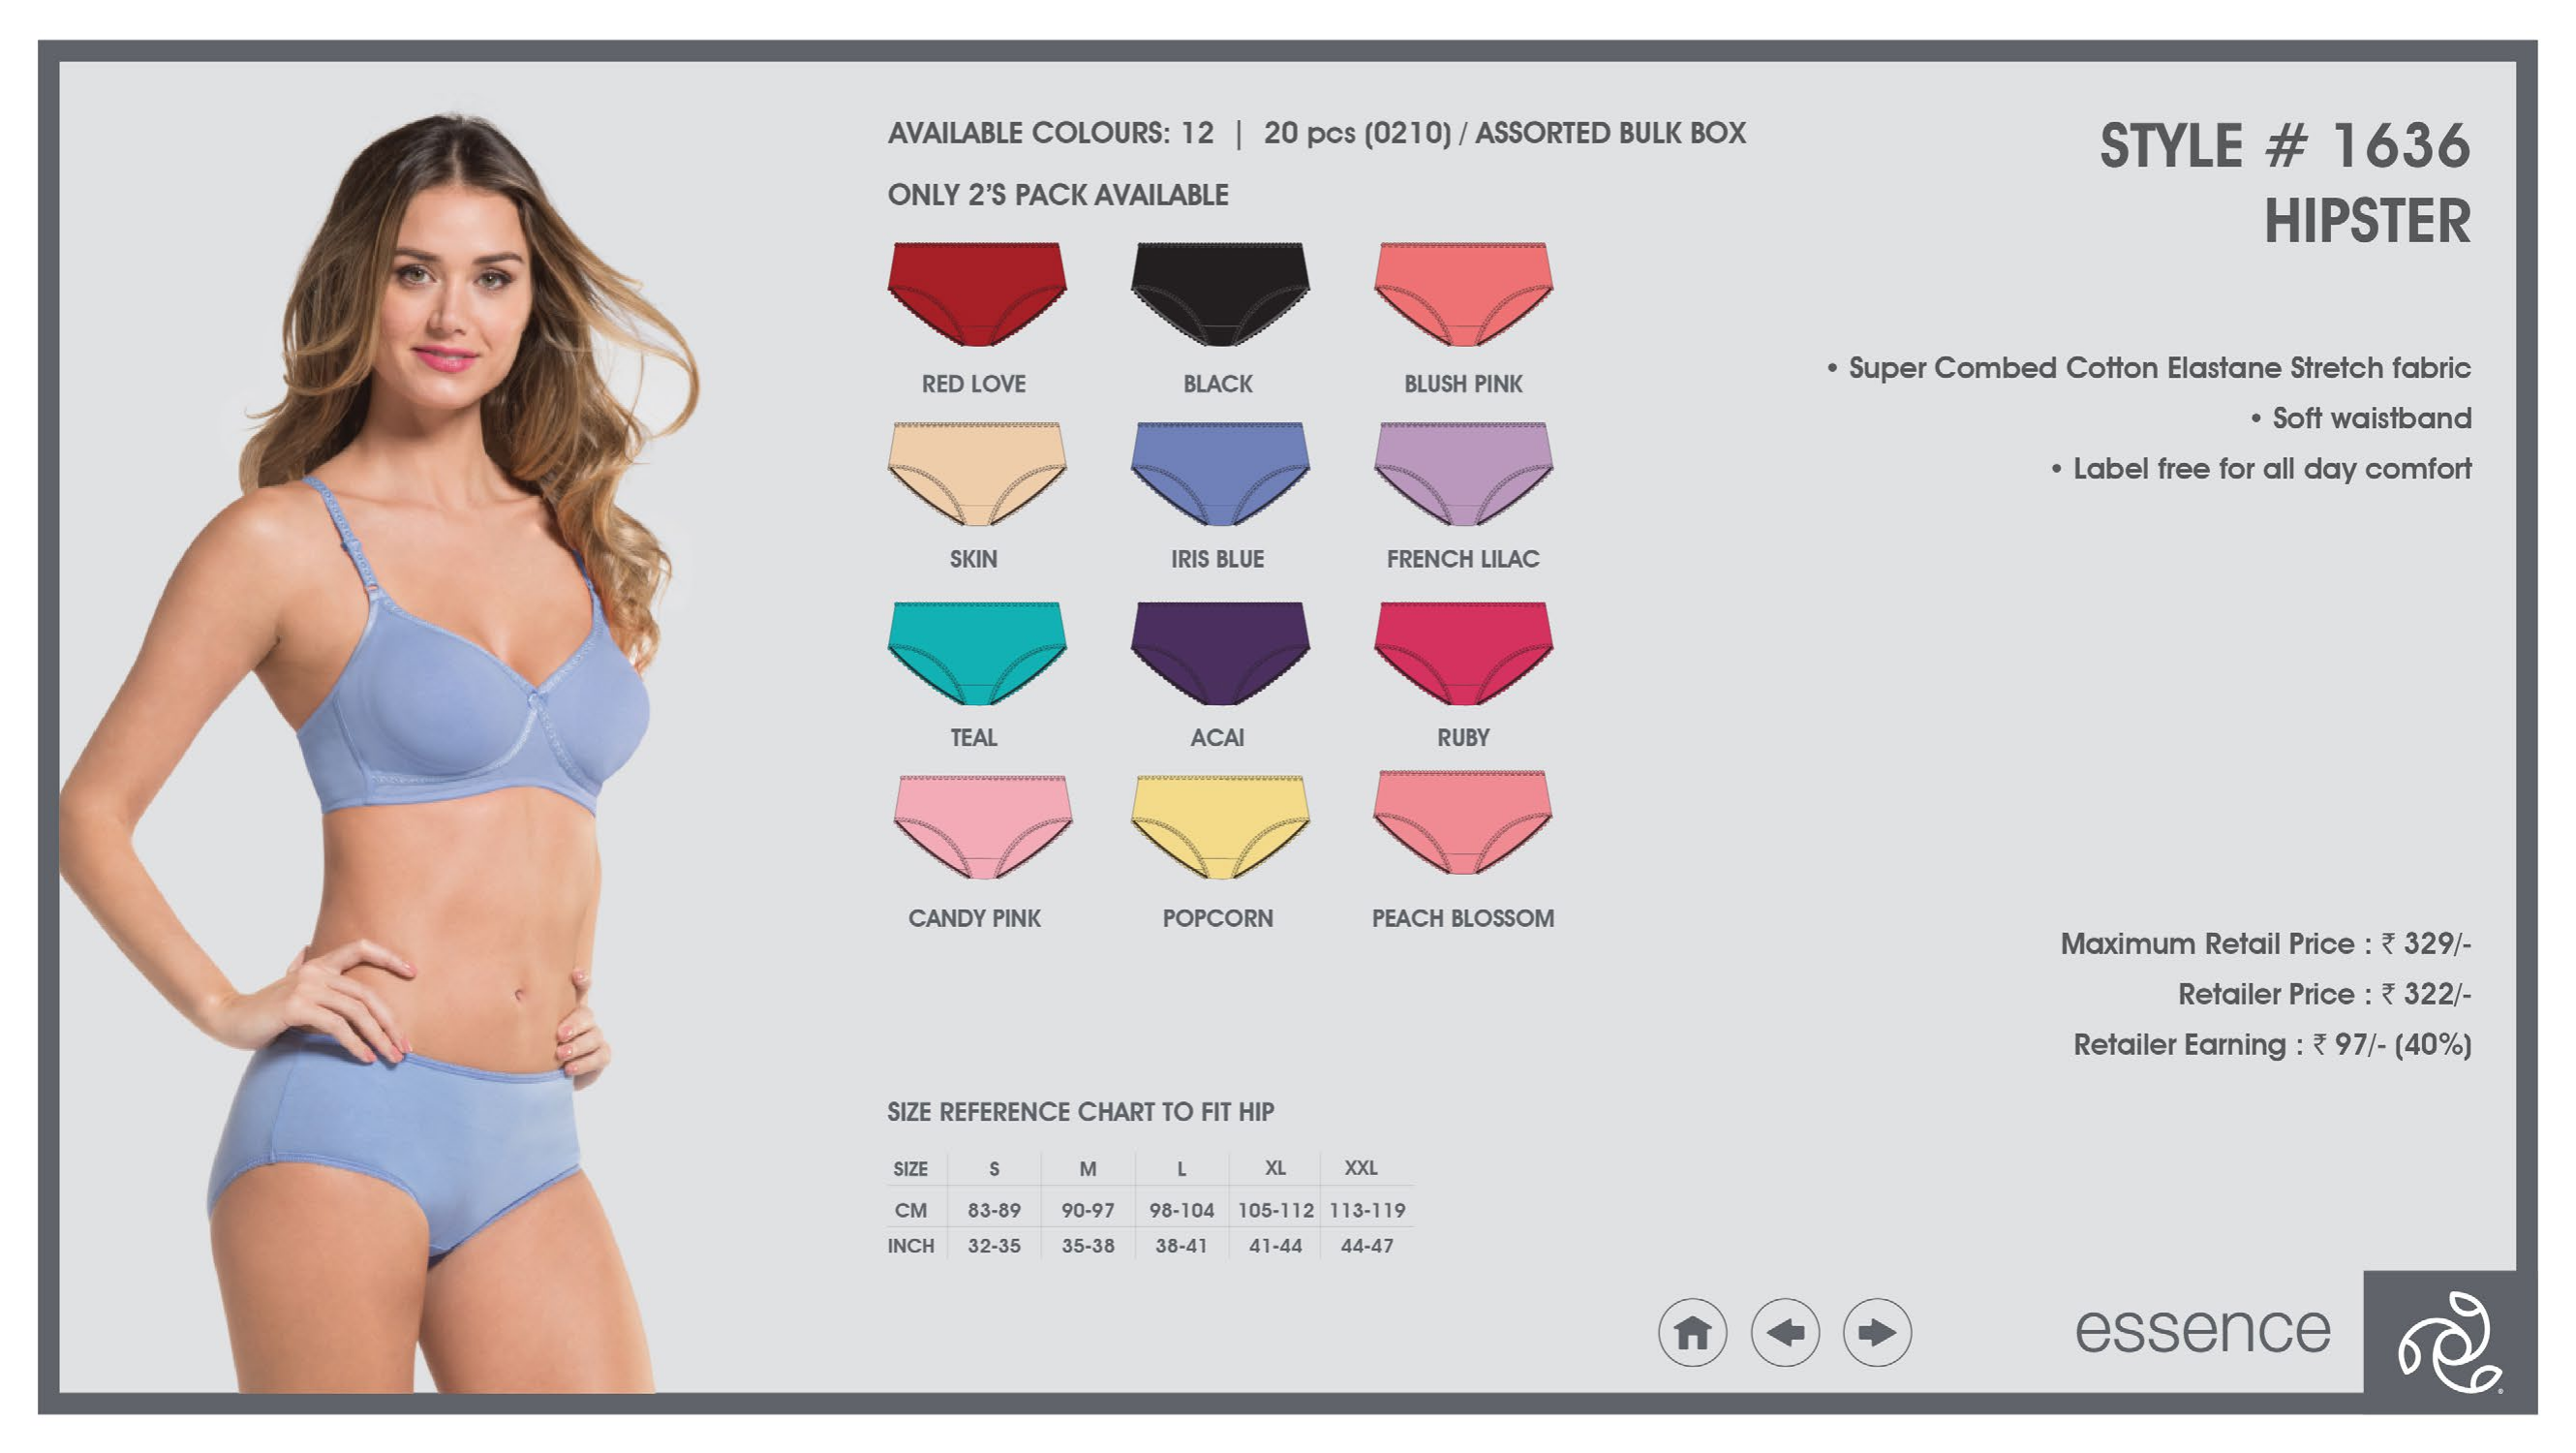 AVAILABLE COLOURS: 12 | 20 pcs (0210) / ASSORTED BULK BOX
ONLY 2'S PACK AVAILABLE
RED LOVE BLACK BLUSH PINK
SKIN IRIS BLUE FRENCH LILAC
TEAL ACAI RUBY
CANDY PINK POPCORN PEACH BLOSSOM
SIZE REFERENCE CHART TO FIT HIP
SIZE S M L XL XXL
CM 83-89 90-97 98-104 105-112 113-119
INCH 32-35 35-38 38-41 41-44 44-47
STYLE # 1636
HIPSTER
• Super Combed Cotton Elastane Stretch fabric
• Soft waistband
• Label free for all day comfort
Maximum Retail Price : ₹ 329/-
Retailer Price : ₹ 322/-
Retailer Earning : ₹ 97/- (40%)
essence